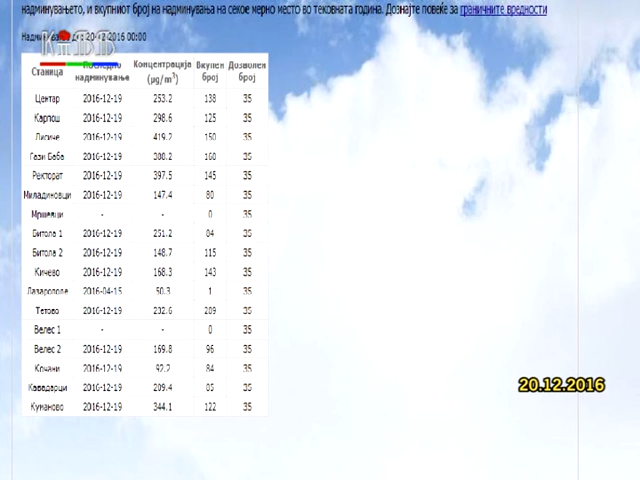 надминувањето, и вкупниот број на надминувања на секое мерно место во тековната година. Дознајте повеќе за граничните вредности
20-12-2016 00:00
Станица надминување Концентрација (µg/m³) Вкупен број Дозволен број
Центар 2016-12-19 253.2 138 35
Карпош 2016-12-19 298.6 125 35
Лисиче 2016-12-19 419.2 150 35
Гази Баба 2016-12-19 388.2 160 35
Ректорат 2016-12-19 397.5 145 35
Миладиновци 2016-12-19 147.4 80 35
Мршевци - - 0 35
Битола 1 2016-12-19 251.2 84 35
Битола 2 2016-12-19 148.7 115 35
Кичево 2016-12-19 168.3 143 35
Лазарополе 2016-04-15 50.3 1 35
Тетово 2016-12-19 232.6 209 35
Велес 1 - - 0 35
Велес 2 2016-12-19 169.8 96 35
Кочани 2016-12-19 92.2 84 35
Кавадарци 2016-12-19 209.4 85 35
Куманово 2016-12-19 344.1 122 35
20.12.2016